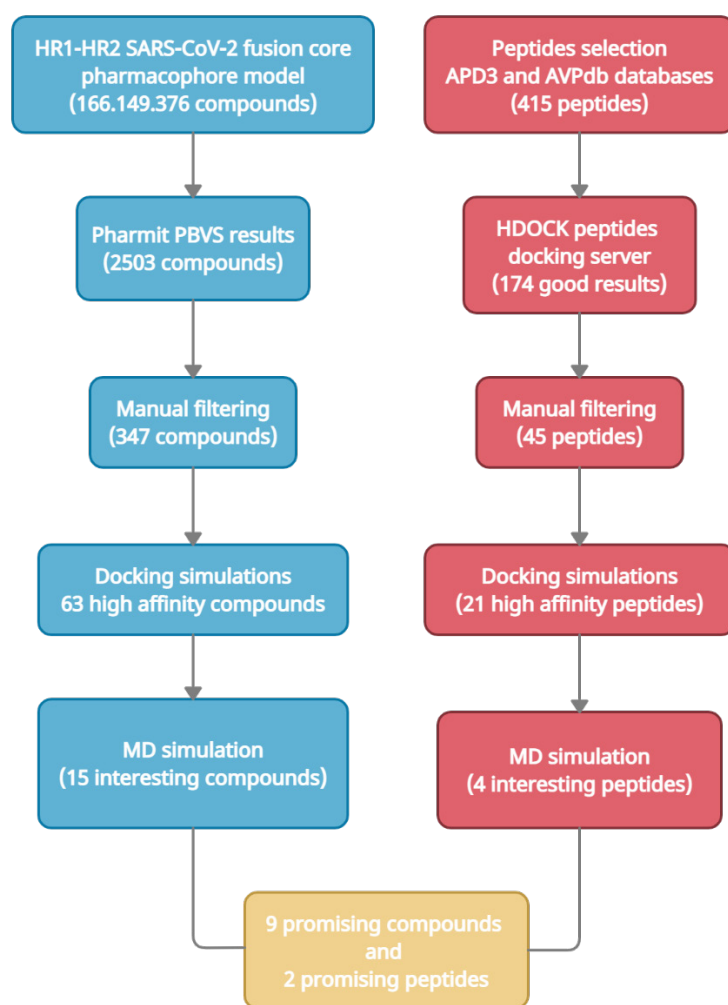 HR1-HR2 SARS-CoV-2 fusion core
pharmacophore model
(166.149.376 compounds)
Pharmit PBVS results
(2503 compounds)
Manual filtering
(347 compounds)
Docking simulations
63 high affinity compounds
MD simulation
(15 interesting compounds)
Peptides selection
APD3 and AVPdb databases
(415 peptides)
HDOCK peptides
docking server
(174 good results)
Manual filtering
(45 peptides)
Docking simulations
(21 high affinity peptides)
MD simulation
(4 interesting peptides)
9 promising compounds
and
2 promising peptides